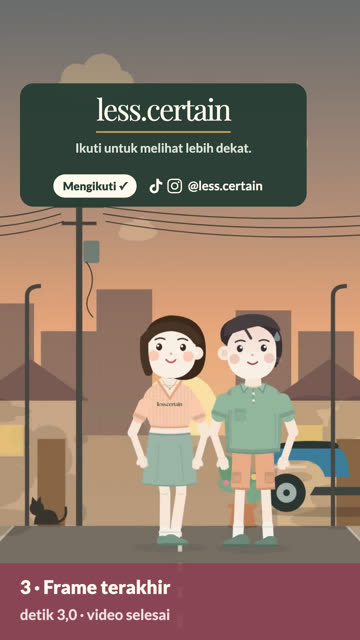 less.certain
Ikuti untuk melihat lebih dekat.
Mengikuti ✓ @less.certain
less.certain
3 · Frame terakhir
detik 3,0 · video selesai